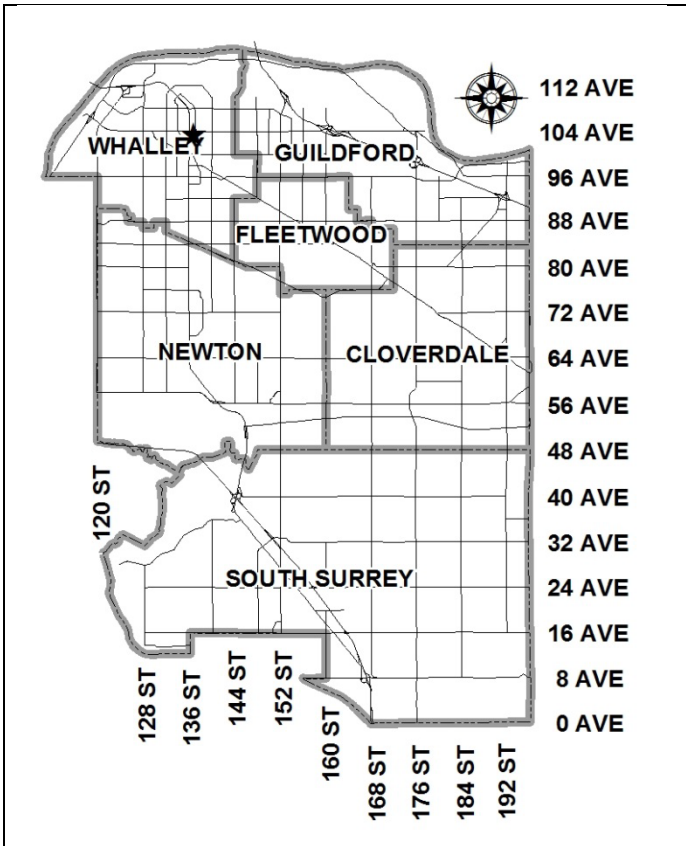 112 AVE
104 AVE
WHALLEY
GUILDFORD
96 AVE
88 AVE
FLEETWOOD
80 AVE
72 AVE
NEWTON
CLOVERDALE
64 AVE
56 AVE
48 AVE
120 ST
40 AVE
32 AVE
SOUTH SURREY
24 AVE
16 AVE
128 ST
136 ST
144 ST
152 ST
160 ST
8 AVE
0 AVE
168 ST
176 ST
184 ST
192 ST